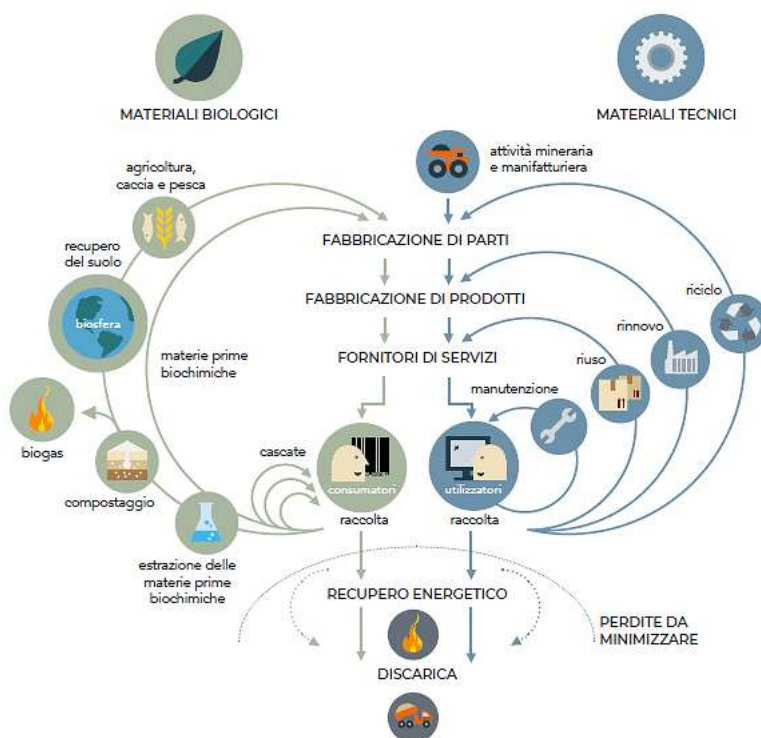 MATERIALI BIOLOGICI
MATERIALI TECNICI
agricoltura,
caccia e pesca
attività mineraria
e manifatturiera
FABBRICAZIONE DI PARTI
recupero
del suolo
biosfera
FABBRICAZIONE DI PRODOTTI
riciclo
rinnovo
materie prime
biochimiche
FORNITORI DI SERVIZI
riuso
manutenzione
biogas
cascate
compostaggio
consumatori
utilizzatori
raccolta
raccolta
estrazione delle
materie prime
biochimiche
RECUPERO ENERGETICO
PERDITE DA
MINIMIZZARE
DISCARICA